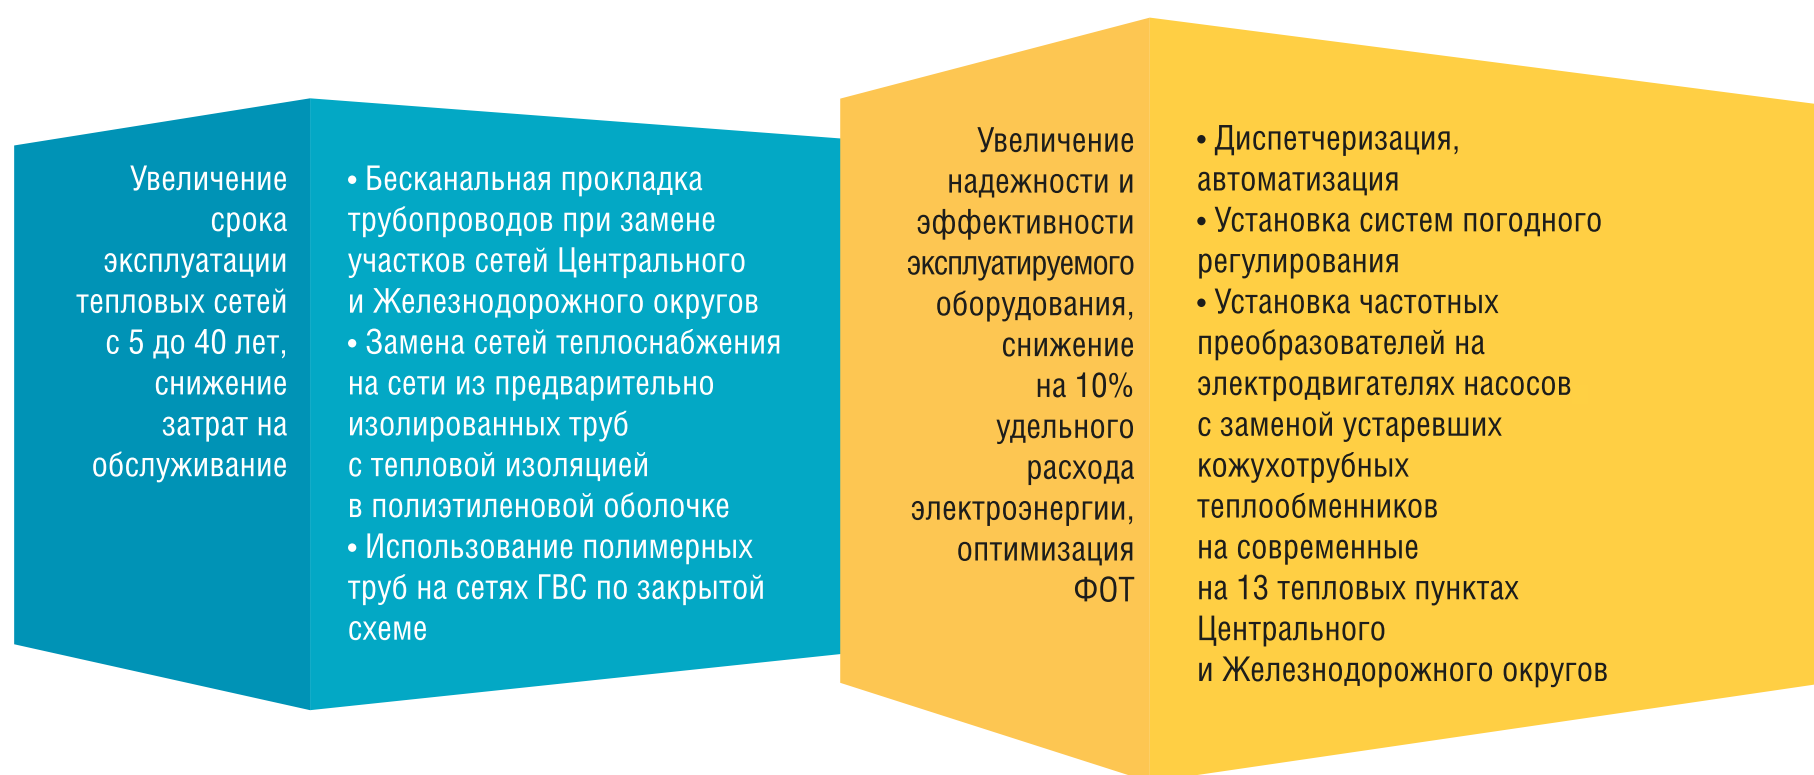 Увеличение
срока
эксплуатации
тепловых сетей
с 5 до 40 лет,
снижение
затрат на
обслуживание
• Бесканальная прокладка
трубопроводов при замене
участков сетей Центрального
и Железнодорожного округов
• Замена сетей теплоснабжения
на сети из предварительно
изолированных труб
с тепловой изоляцией
в полиэтиленовой оболочке
• Использование полимерных
труб на сетях ГВС по закрытой
схеме
Увеличение
надежности и
эффективности
эксплуатируемого
оборудования,
снижение
на 10%
удельного
расхода
электроэнергии,
оптимизация
ФОТ
• Диспетчеризация,
автоматизация
• Установка систем погодного
регулирования
• Установка частотных
преобразователей на
электродвигателях насосов
с заменой устаревших
кожухотрубных
теплообменников
на современные
на 13 тепловых пунктах
Центрального
и Железнодорожного округов